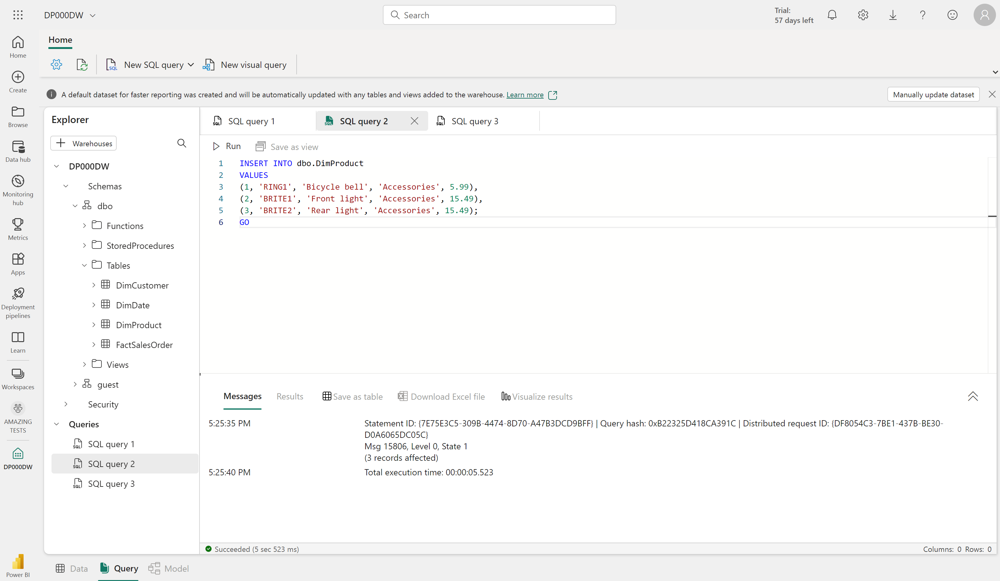 DP000DW
Search
Trial:
57 days left
Home
New SQL query
New visual query
A default dataset for faster reporting was created and will be automatically updated with any tables and views added to the warehouse. Learn more
Manually update dataset
Home
Create
Browse
Data hub
Monitoring
hub
Metrics
Apps
Deployment
pipelines
Learn
Workspaces
AMAZING
TESTS
DP000DW
Power BI
Explorer
Warehouses
DP000DW
Schemas
dbo
Functions
StoredProcedures
Tables
DimCustomer
DimDate
DimProduct
FactSalesOrder
Views
guest
Security
Queries
SQL query 1
SQL query 2
SQL query 3
SQL query 1
SQL query 2
SQL query 3
Run
Save as view
1 INSERT INTO dbo.DimProduct
2 VALUES
3 (1, 'RING1', 'Bicycle bell', 'Accessories', 5.99),
4 (2, 'BRITE1', 'Front light', 'Accessories', 15.49),
5 (3, 'BRITE2', 'Rear light', 'Accessories', 15.49);
6 GO
Messages
Results
Save as table
Download Excel file
Visualize results
5:25:35 PM
Statement ID: {7E75E3C5-309B-4474-8D70-A47B3DCD9BFF} | Query hash: 0xB22325D418CA391C | Distributed request ID: {DF8054C3-7BE1-437B-BE30-
D0A6065DC05C}
Msg 15806, Level 0, State 1
(3 records affected)
5:25:40 PM
Total execution time: 00:00:05.523
Succeeded (5 sec 523 ms)
Columns: 0 Rows: 0
Data
Query
Model